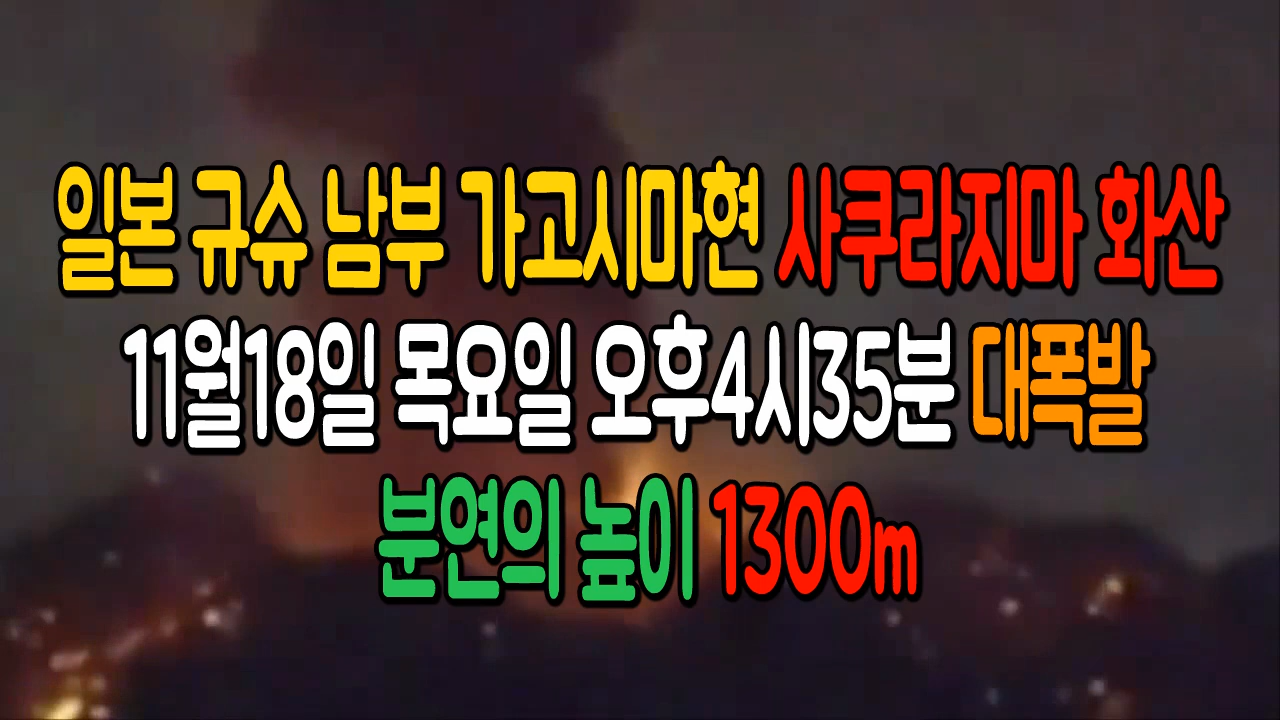 일본 규슈 남부 가고시마현 사쿠라지마 화산
11월18일 목요일 오후4시35분 대폭발
분연의 높이 1300m